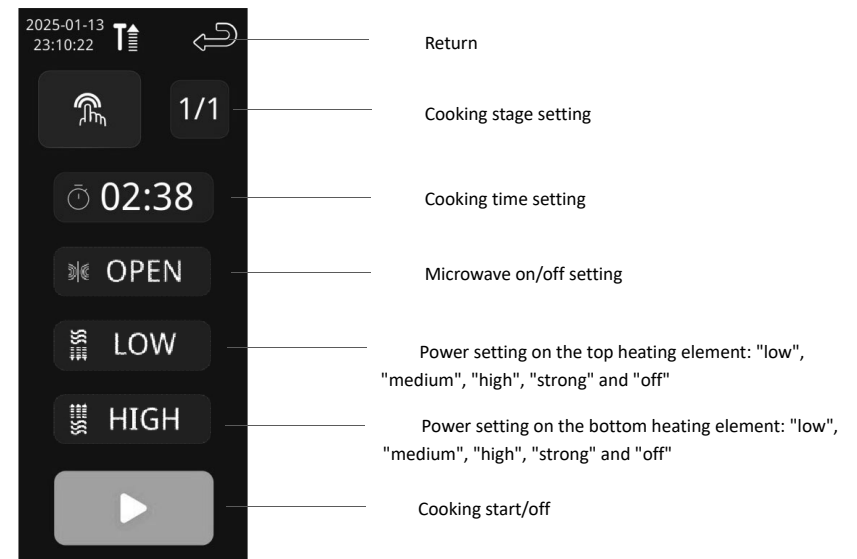 2025-01-13
23:10:22
T
Return
1/1
Cooking stage setting
02:38
Cooking time setting
OPEN
Microwave on/off setting
LOW
Power setting on the top heating element: "low",
"medium", "high", "strong" and "off"
HIGH
Power setting on the bottom heating element: "low",
"medium", "high", "strong" and "off"
Cooking start/off